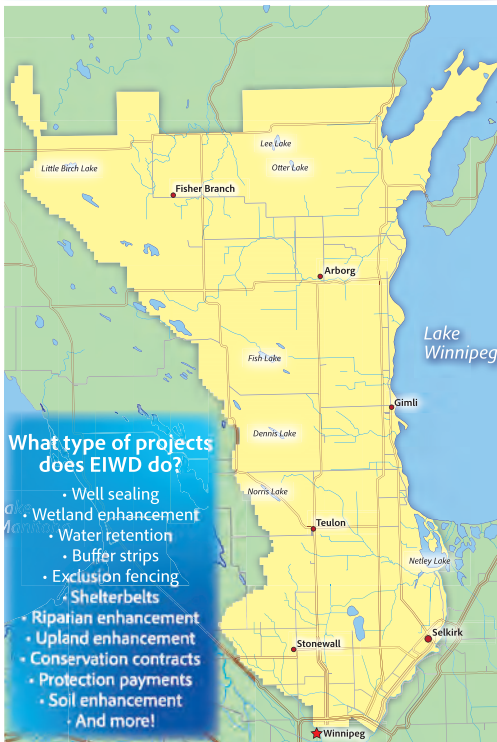 Lee Lake
Little Birch Lake
Otter Lake
Fisher Branch
Arborg
Lake
Winnipeg
Fish Lake
Gimli
Dennis Lake
What type of projects
does EIWD do?
• Well sealing
• Wetland enhancement
• Water retention
• Buffer strips
• Exclusion fencing
• Shelterbelts
• Riparian enhancement
• Upland enhancement
• Conservation contracts
• Protection payments
• Soil enhancement
• And more!
Norris Lake
Teulon
Netley Lake
Selkirk
Stonewall
Winnipeg